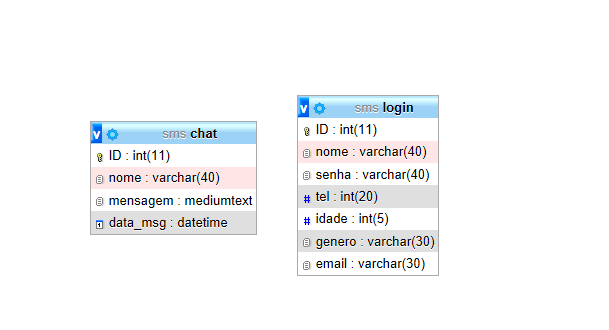 sms chat
ID : int(11)
nome : varchar(40)
mensagem : mediumtext
data_msg : datetime
sms login
ID : int(11)
nome : varchar(40)
senha : varchar(40)
tel : int(20)
idade : int(5)
genero : varchar(30)
email : varchar(30)